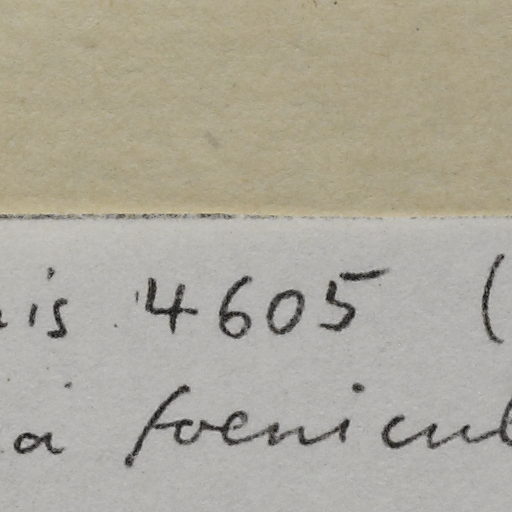 is 4605 (
a foenicul